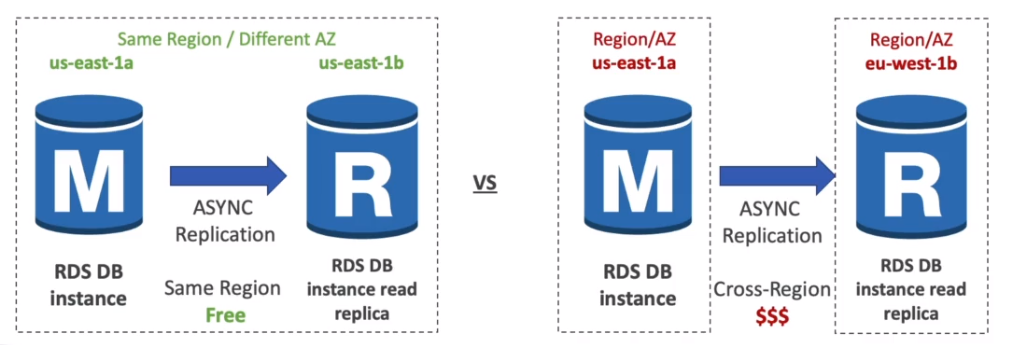 Same Region / Different AZ
us-east-1a
us-east-1b
M
R
ASYNC
Replication
RDS DB
instance
Same Region
Free
RDS DB
instance read
replica
VS
Region/AZ
us-east-1a
Region/AZ
eu-west-1b
M
R
ASYNC
Replication
RDS DB
instance
Cross-Region
$$$
RDS DB
instance read
replica